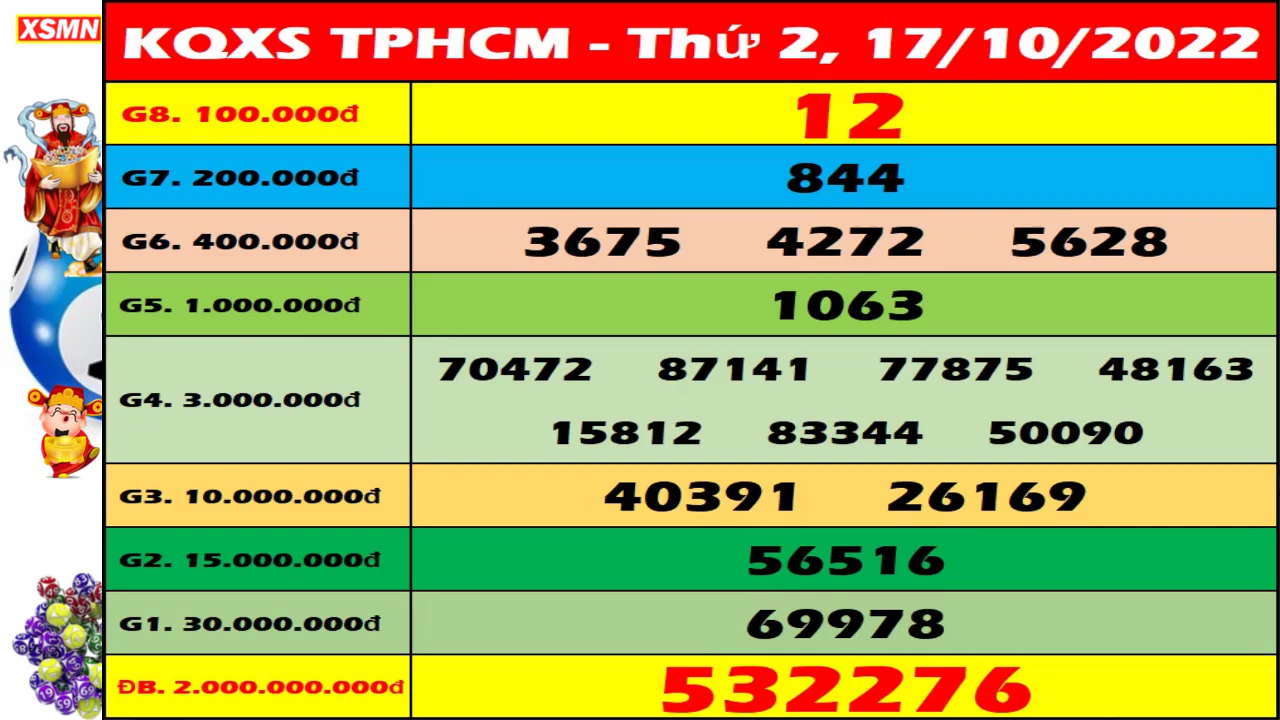 XSMN
KQXS TPHCM - Thứ 2, 17/10/2022
G8. 100.000đ 12
G7. 200.000đ 844
G6. 400.000đ 3675 4272 5628
G5. 1.000.000đ 1063
G4. 3.000.000đ 70472 87141 77875 48163
15812 83344 50090
G3. 10.000.000đ 40391 26169
G2. 15.000.000đ 56516
G1. 30.000.000đ 69978
ĐB. 2.000.000.000đ 532276